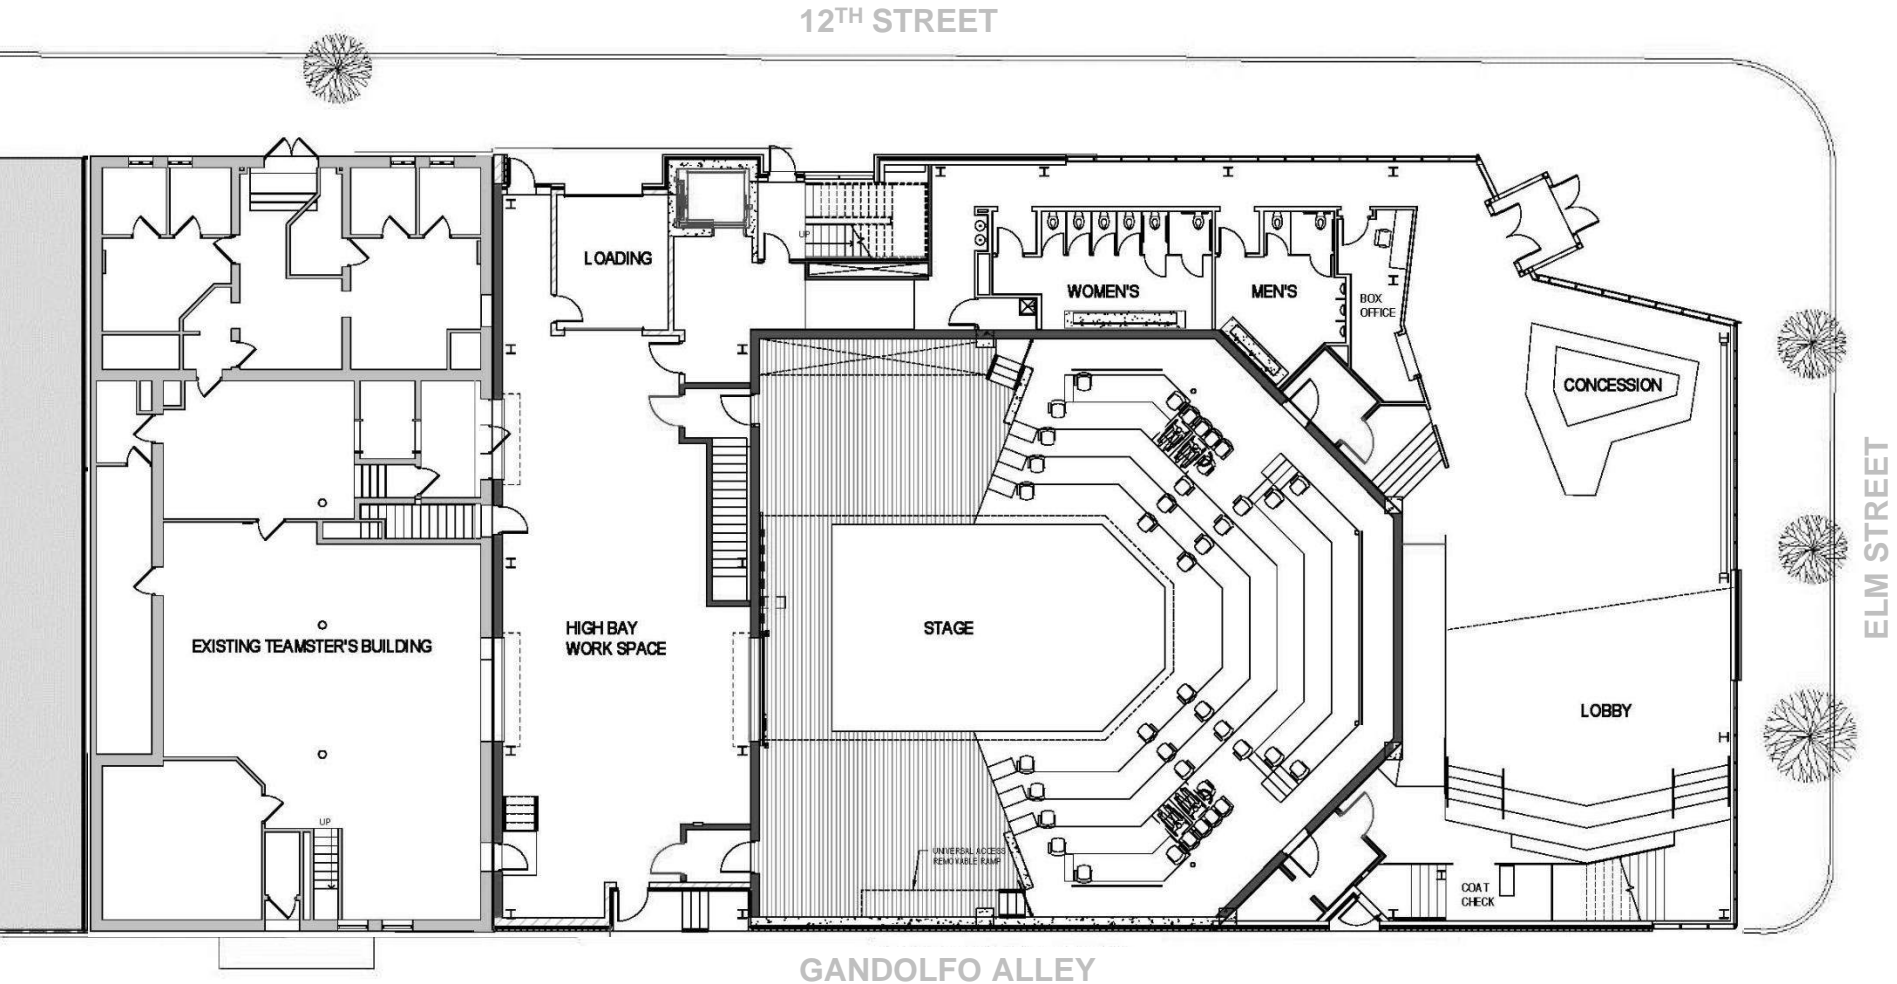 12TH STREET
LOADING
UP
WOMEN'S
MEN'S
BOX
OFFICE
CONCESSION
ELM STREET
HIGH BAY
WORK SPACE
STAGE
EXISTING TEAMSTER'S BUILDING
LOBBY
UP
UNIVERSAL ACCESS
REMOVABLE RAMP
COAT
CHECK
GANDOLFO ALLEY